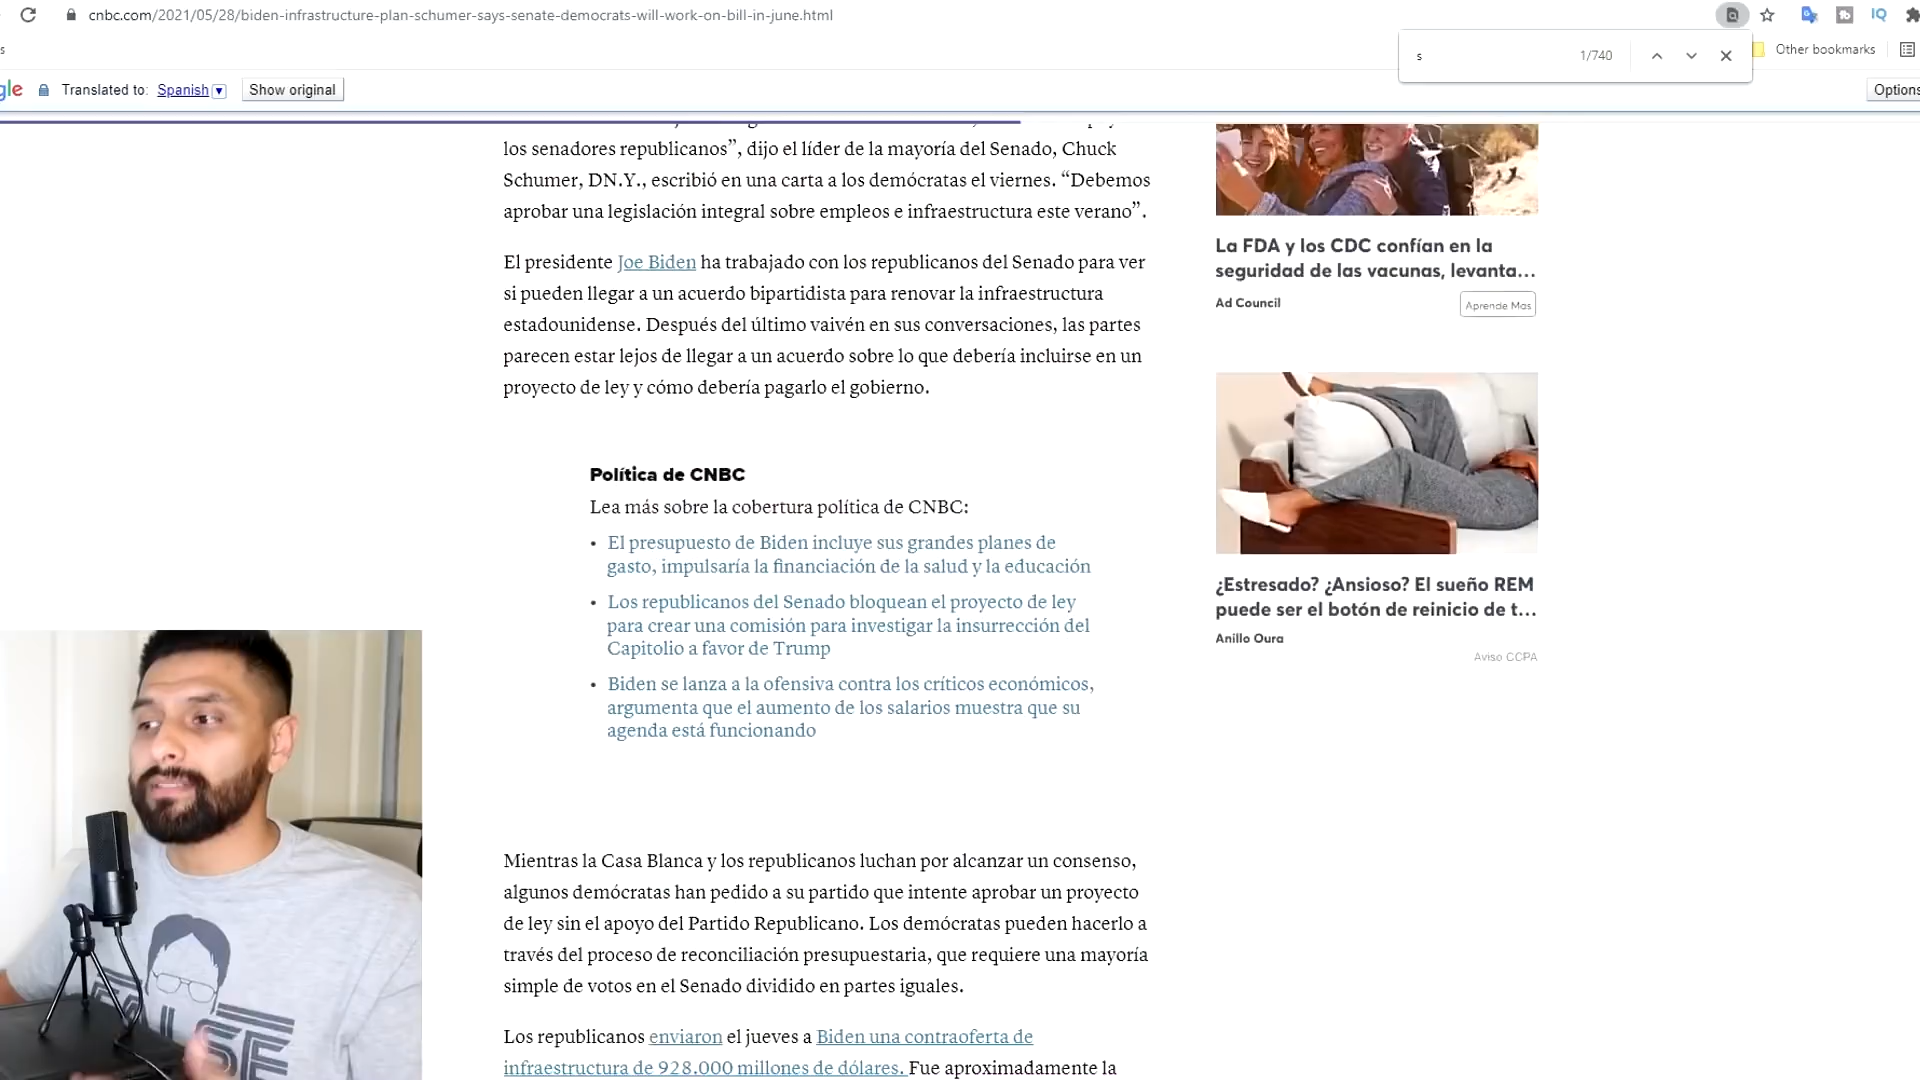 cnbc.com/2021/05/28/biden-infrastructure-plan-schumer-says-senate-democrats-will-work-on-bill-in-june.html
IQ
s
s
1/740
Other bookmarks
gle
Translated to: Spanish
Show original
Options
los senadores republicanos”, dijo el líder de la mayoría del Senado, Chuck
Schumer, DN.Y., escribió en una carta a los demócratas el viernes. “Debemos
aprobar una legislación integral sobre empleos e infraestructura este verano”.
El presidente Joe Biden ha trabajado con los republicanos del Senado para ver
si pueden llegar a un acuerdo bipartidista para renovar la infraestructura
estadounidense. Después del último vaivén en sus conversaciones, las partes
parecen estar lejos de llegar a un acuerdo sobre lo que debería incluirse en un
proyecto de ley y cómo debería pagarlo el gobierno.
Política de CNBC
Lea más sobre la cobertura política de CNBC:
• El presupuesto de Biden incluye sus grandes planes de
gasto, impulsaría la financiación de la salud y la educación
• Los republicanos del Senado bloquean el proyecto de ley
para crear una comisión para investigar la insurrección del
Capitolio a favor de Trump
• Biden se lanza a la ofensiva contra los críticos económicos,
argumenta que el aumento de los salarios muestra que su
agenda está funcionando
Mientras la Casa Blanca y los republicanos luchan por alcanzar un consenso,
algunos demócratas han pedido a su partido que intente aprobar un proyecto
de ley sin el apoyo del Partido Republicano. Los demócratas pueden hacerlo a
través del proceso de reconciliación presupuestaria, que requiere una mayoría
simple de votos en el Senado dividido en partes iguales.
Los republicanos enviaron el jueves a Biden una contraoferta de
infraestructura de 928.000 millones de dólares. Fue aproximadamente la
La FDA y los CDC confían en la
seguridad de las vacunas, levanta...
Ad Council
Aprende Mas
¿Estresado? ¿Ansioso? El sueño REM
puede ser el botón de reinicio de t...
Anillo Oura
Aviso CCPA